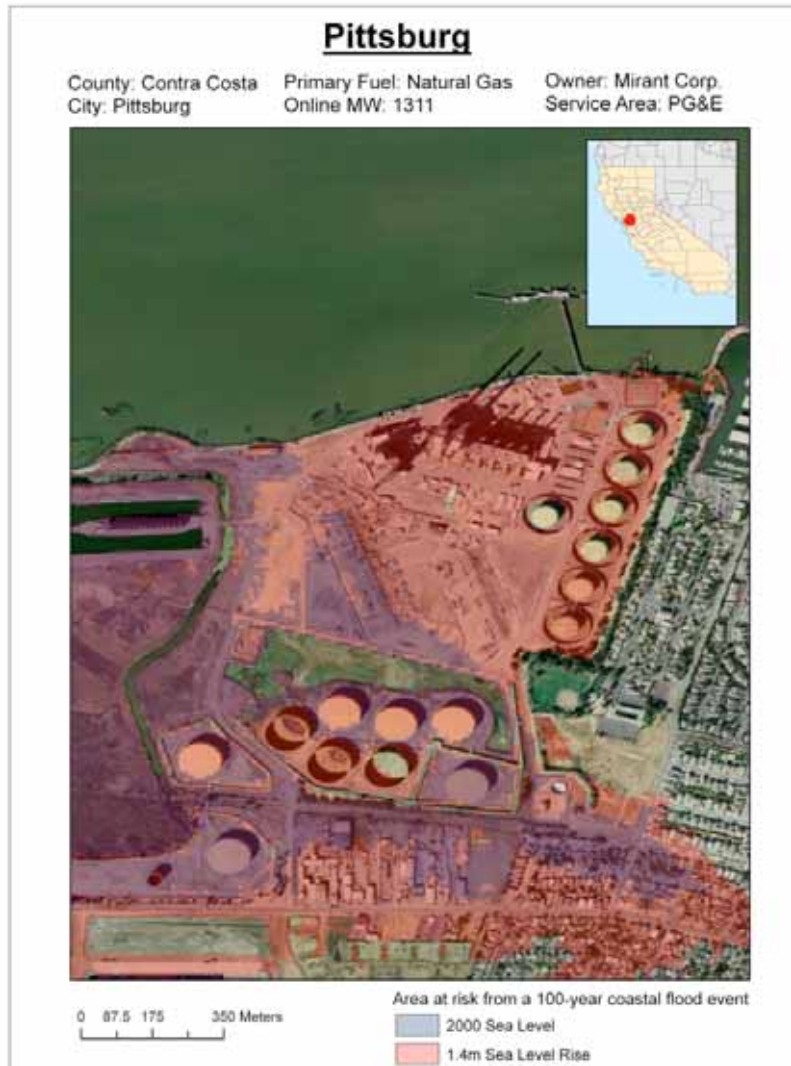 Pittsburg
County: Contra Costa Primary Fuel: Natural Gas Owner: Mirant Corp.
City: Pittsburg Online MW: 1311 Service Area: PG&E
Area at risk from a 100-year coastal flood event
0 87.5 175 350 Meters
2000 Sea Level
1.4m Sea Level Rise